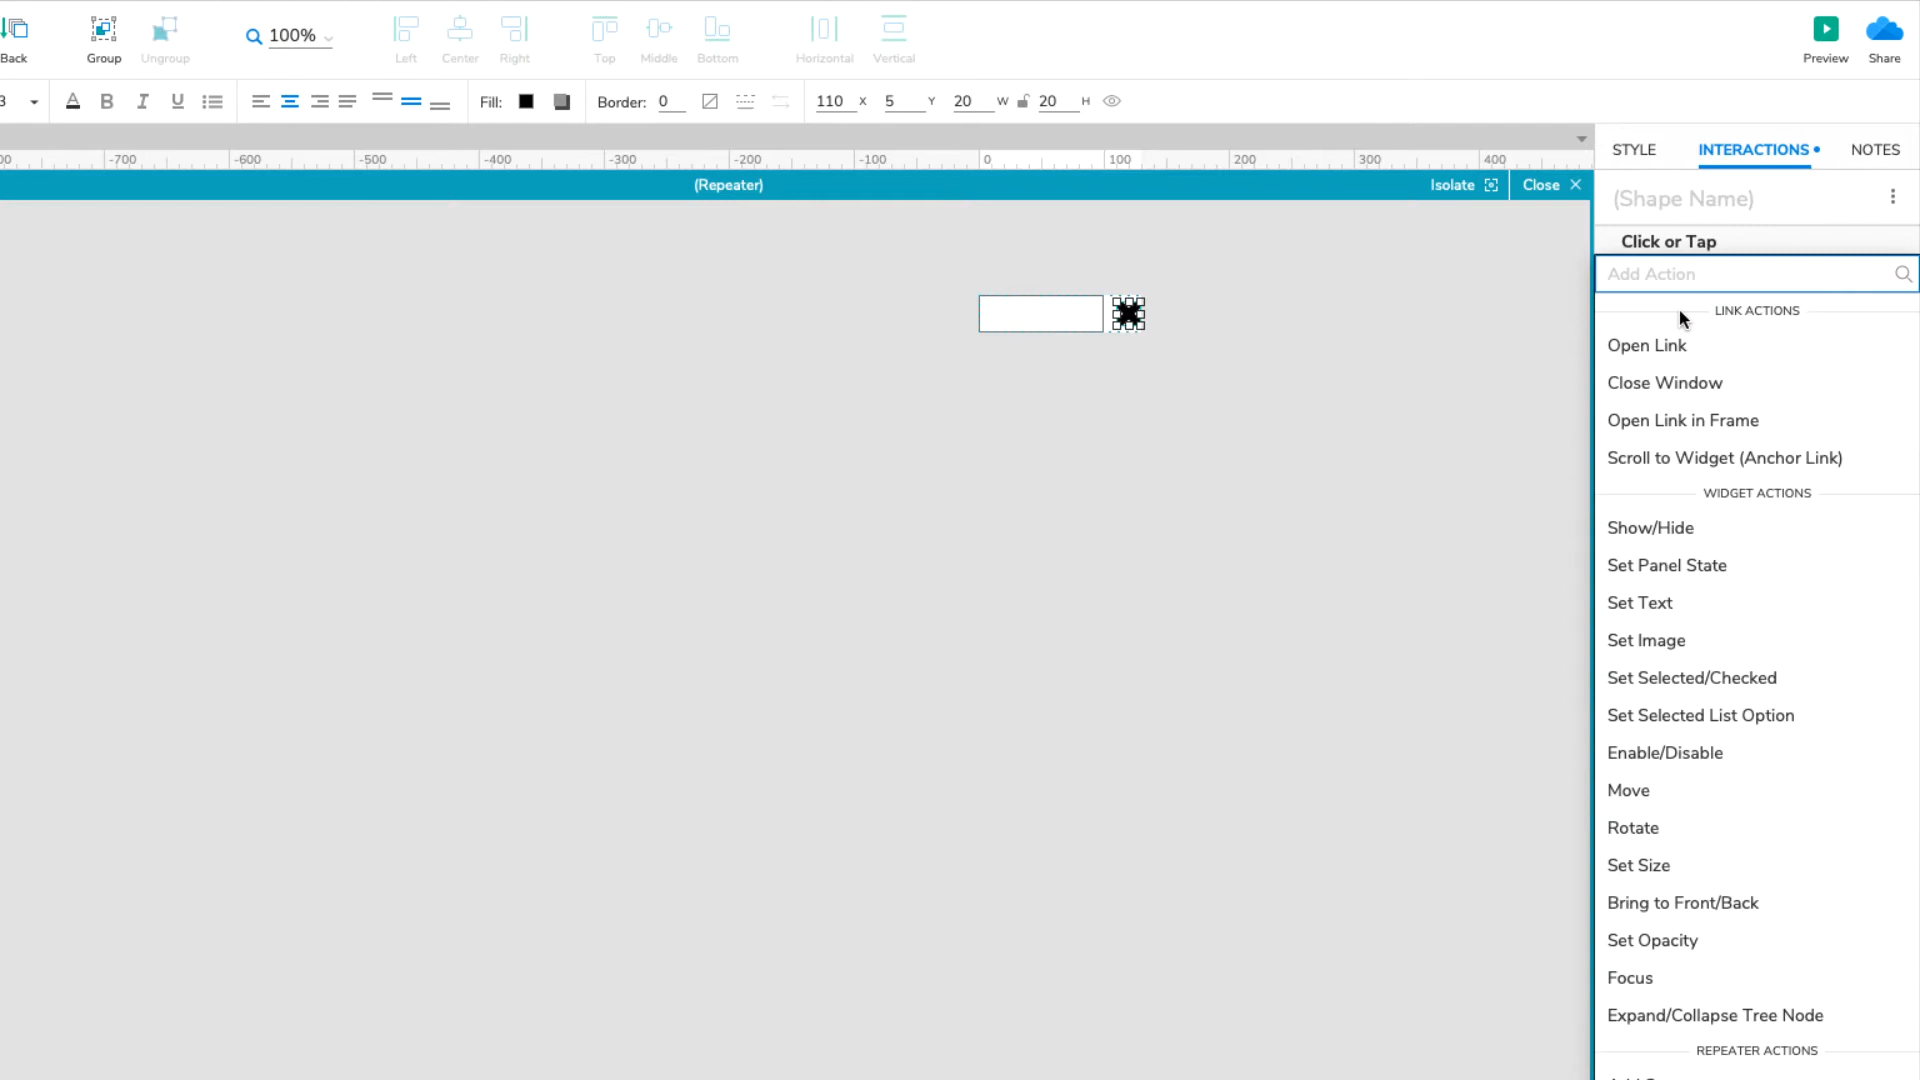 Back
Group
Ungroup
100%
Left
Center
Right
Top
Middle
Bottom
Horizontal
Vertical
Preview
Share
3
Fill:
Border: 0
110 X 5 Y 20 W 20 H
00 -700 -600 -500 -400 -300 -200 -100 0 100 200 300 400
STYLE
INTERACTIONS
NOTES
(Repeater)
Isolate
Close
(Shape Name)
Click or Tap
Add Action
LINK ACTIONS
Open Link
Close Window
Open Link in Frame
Scroll to Widget (Anchor Link)
WIDGET ACTIONS
Show/Hide
Set Panel State
Set Text
Set Image
Set Selected/Checked
Set Selected List Option
Enable/Disable
Move
Rotate
Set Size
Bring to Front/Back
Set Opacity
Focus
Expand/Collapse Tree Node
REPEATER ACTIONS